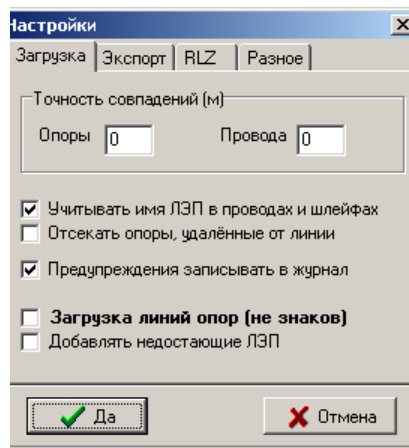 Настройки
Загрузка Экспорт RLZ Разное
Точность совпадений (м)
Опоры 0 Провода 0
Учитывать имя ЛЭП в проводах и шлейфах
Отсекать опоры, удалённые от линии
Предупреждения записывать в журнал
Загрузка линий опор (не знаков)
Добавлять недостающие ЛЭП
Да Отмена